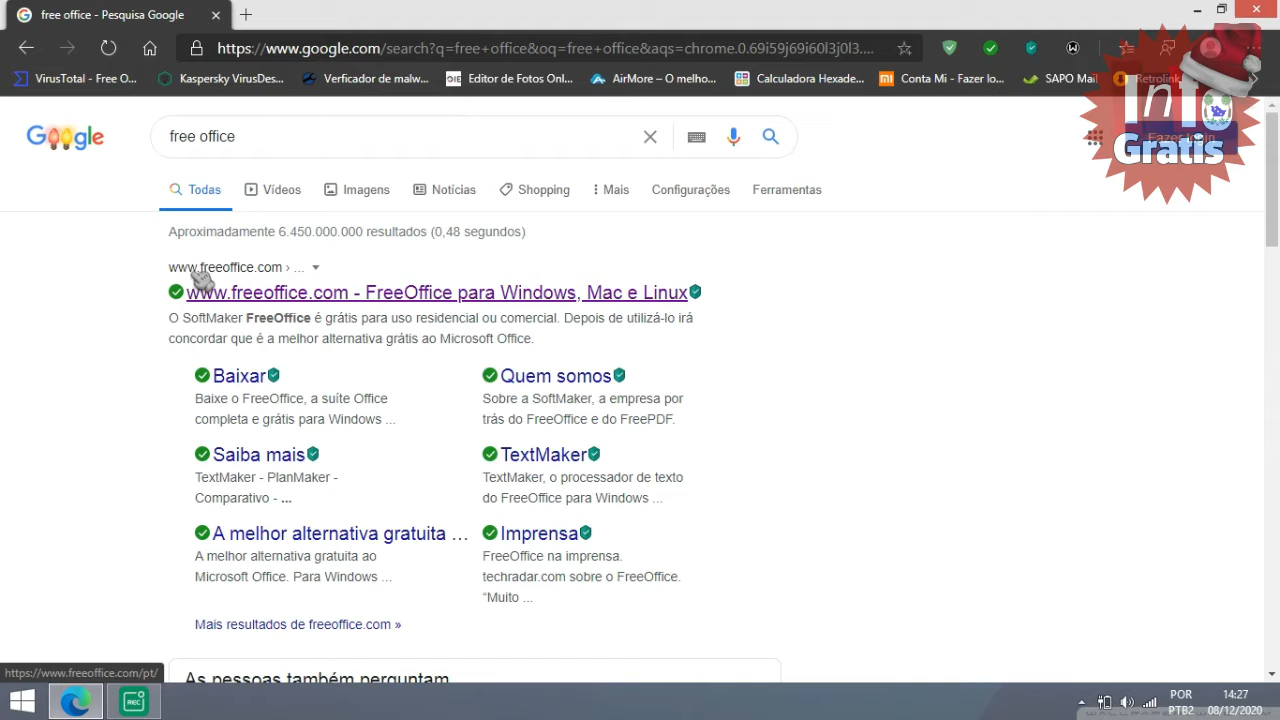 free office - Pesquisa Google
https://www.google.com/search?q=free+office&oq=free+office&aqs=chrome.0.69i59j69i60l3j0l3....
VirusTotal - Free O...
Kaspersky VirusDes...
Verificador de malw...
Editor de Fotos Onl...
AirMore - O melho...
Calculadora Hexade...
Conta Mi - Fazer lo...
SAPO Mail
Retrolink
Info
Gratis
Fazer login
Google
free office
Todas
Vídeos
Imagens
Notícias
Shopping
Mais
Configurações
Ferramentas
Aproximadamente 6.450.000.000 resultados (0,48 segundos)
www.freeoffice.com › ...
www.freeoffice.com - FreeOffice para Windows, Mac e Linux
O SoftMaker FreeOffice é grátis para uso residencial ou comercial. Depois de utilizá-lo irá
concordar que é a melhor alternativa grátis ao Microsoft Office.
Baixar
Baixe o FreeOffice, a suíte Office
completa e grátis para Windows ...
Quem somos
Sobre a SoftMaker, a empresa por
trás do FreeOffice e do FreePDF.
Saiba mais
TextMaker - PlanMaker -
Comparativo - ...
TextMaker
TextMaker, o processador de texto
do FreeOffice para Windows ...
A melhor alternativa gratuita ...
A melhor alternativa gratuita ao
Microsoft Office. Para Windows ...
Imprensa
FreeOffice na imprensa.
techradar.com sobre o FreeOffice.
“Muito ...
Mais resultados de freeoffice.com »
As pessoas também perguntam
https://www.freeoffice.com/pt/
REC
POR
PTB2
14:27
08/12/2020